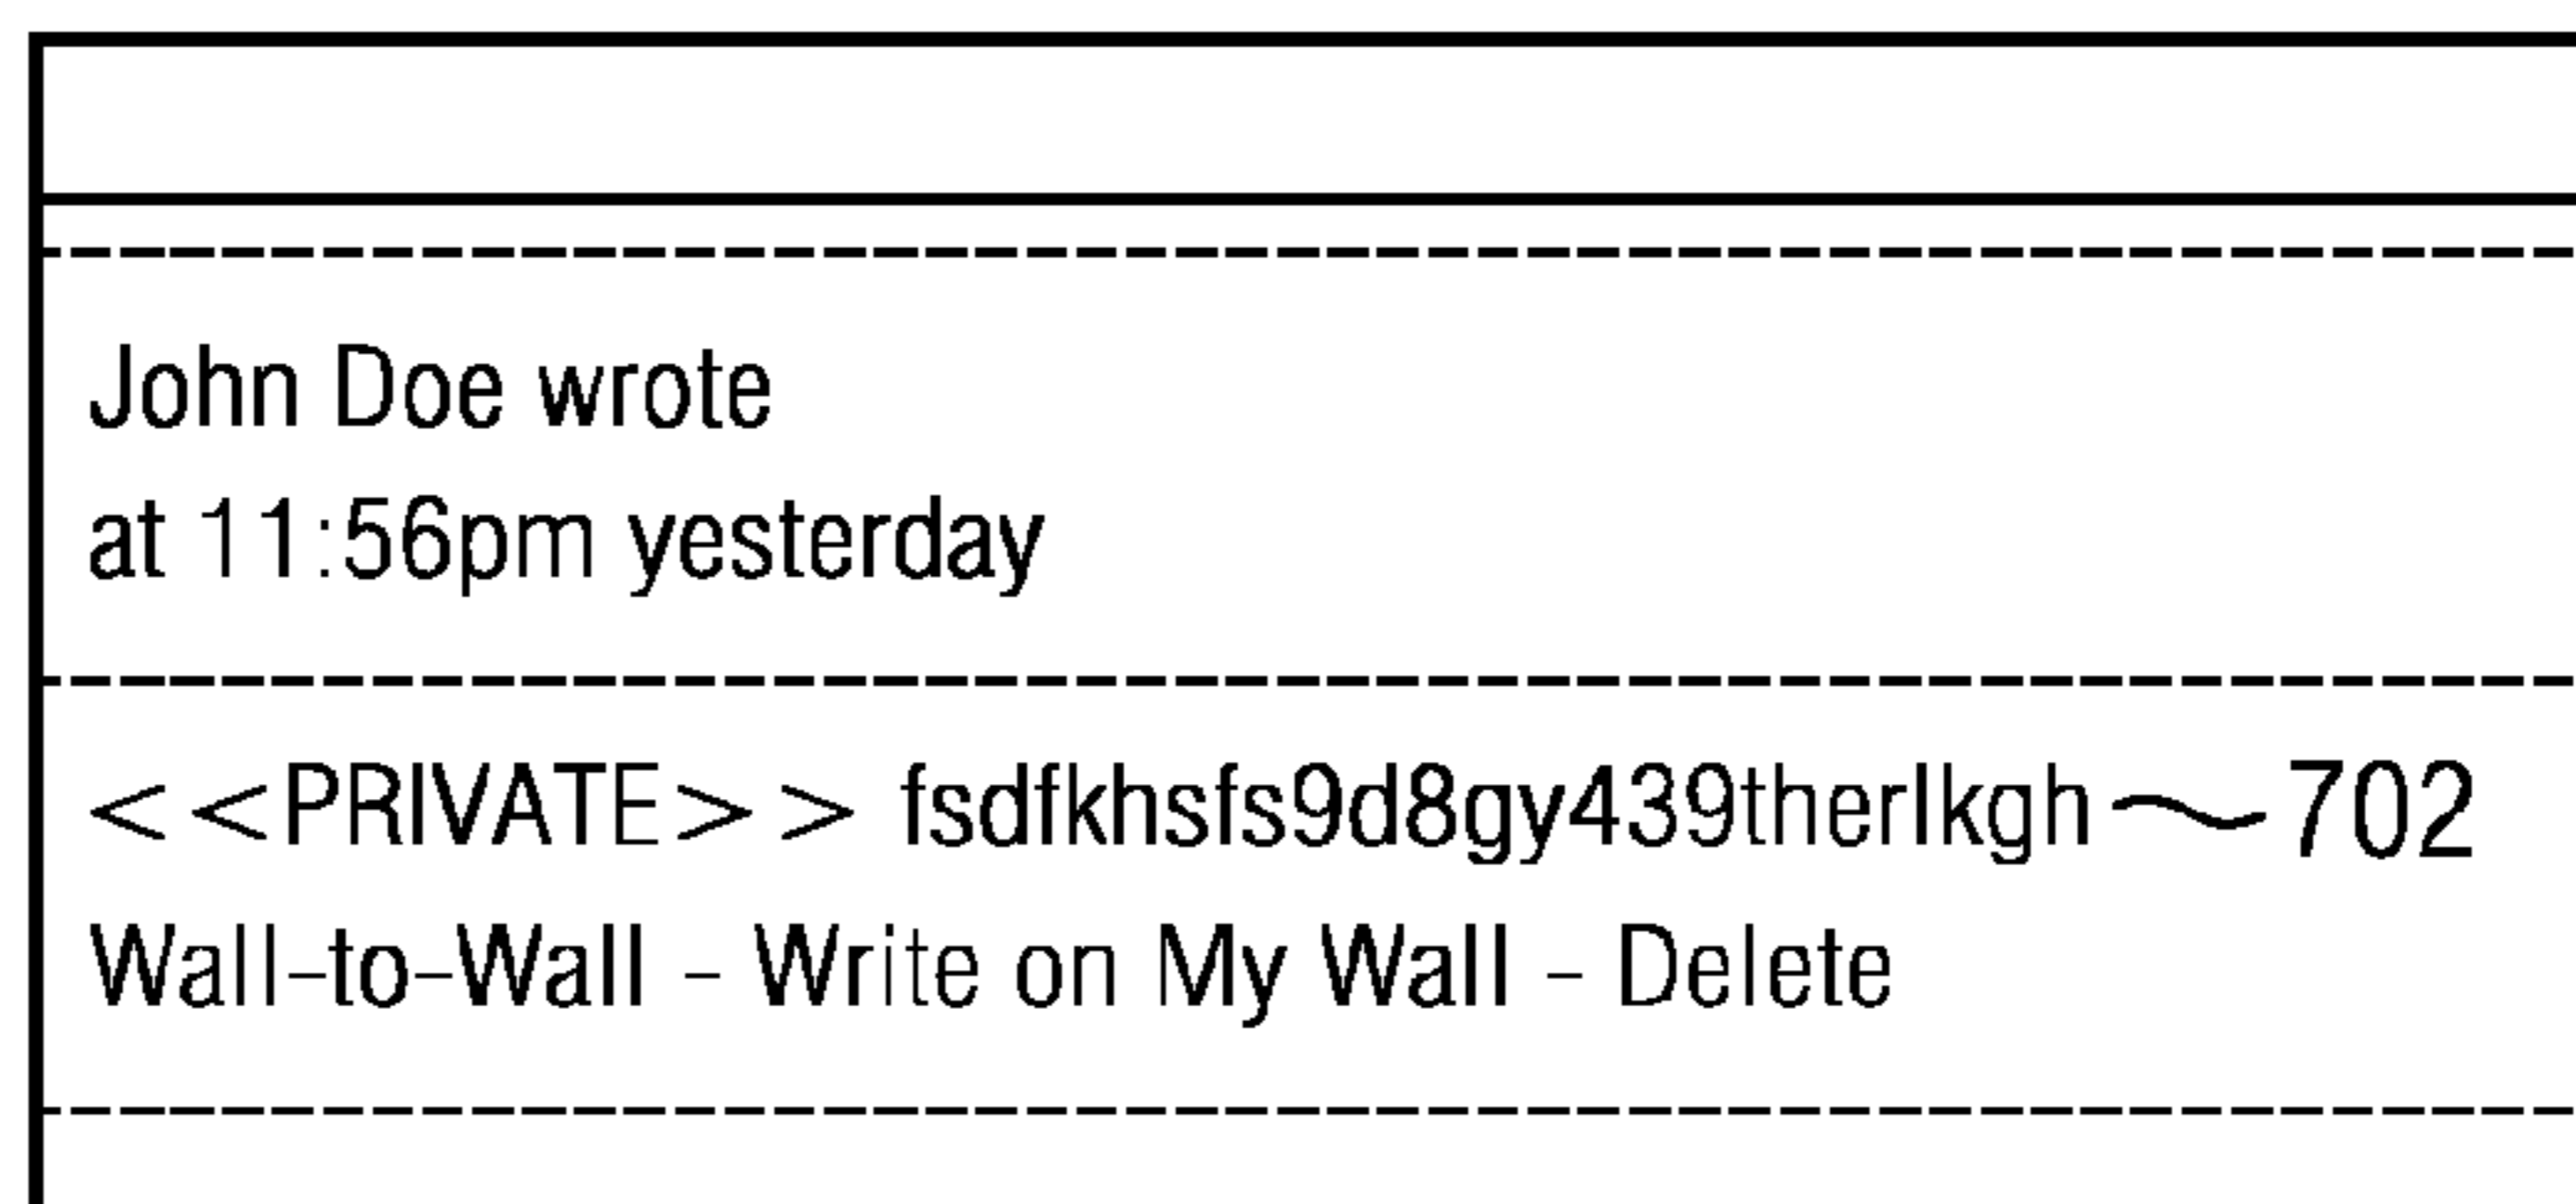 John Doe wrote
at 11:56pm yesterday
<<PRIVATE>> fsdfkhsfs9d8gy439therlkgh 702
Wall-to-Wall - Write on My Wall - Delete